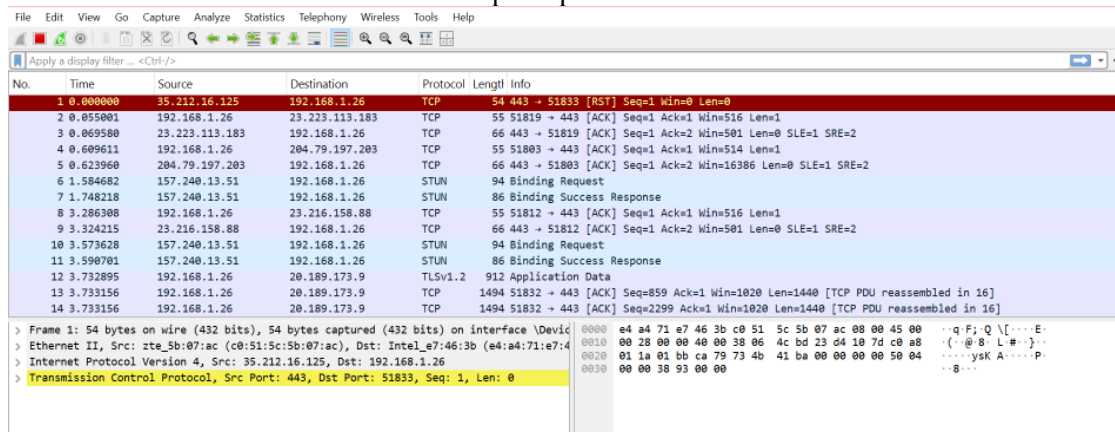 File Edit View Go Capture Analyze Statistics Telephony Wireless Tools Help
Apply a display filter ... <Ctrl-/>
No. Time Source Destination Protocol Lengtl Info
1 0.000000 35.212.16.125 192.168.1.26 TCP 54 443 → 51833 [RST] Seq=1 Win=0 Len=0
2 0.055001 192.168.1.26 23.223.113.183 TCP 55 51819 → 443 [ACK] Seq=1 Ack=1 Win=516 Len=1
3 0.069580 23.223.113.183 192.168.1.26 TCP 66 443 → 51819 [ACK] Seq=1 Ack=2 Win=501 Len=0 SLE=1 SRE=2
4 0.609611 192.168.1.26 204.79.197.203 TCP 55 51803 → 443 [ACK] Seq=1 Ack=1 Win=514 Len=1
5 0.623960 204.79.197.203 192.168.1.26 TCP 66 443 → 51803 [ACK] Seq=1 Ack=2 Win=16386 Len=0 SLE=1 SRE=2
6 1.584682 157.240.13.51 192.168.1.26 STUN 94 Binding Request
7 1.748218 157.240.13.51 192.168.1.26 STUN 86 Binding Success Response
8 3.286308 192.168.1.26 23.216.158.88 TCP 55 51812 → 443 [ACK] Seq=1 Ack=1 Win=516 Len=1
9 3.324215 23.216.158.88 192.168.1.26 TCP 66 443 → 51812 [ACK] Seq=1 Ack=2 Win=501 Len=0 SLE=1 SRE=2
10 3.573628 157.240.13.51 192.168.1.26 STUN 94 Binding Request
11 3.590701 157.240.13.51 192.168.1.26 STUN 86 Binding Success Response
12 3.732895 192.168.1.26 20.189.173.9 TLSv1.2 912 Application Data
13 3.733156 192.168.1.26 20.189.173.9 TCP 1494 51832 → 443 [ACK] Seq=859 Ack=1 Win=1020 Len=1440 [TCP PDU reassembled in 16]
14 3.733156 192.168.1.26 20.189.173.9 TCP 1494 51832 → 443 [ACK] Seq=2299 Ack=1 Win=1020 Len=1440 [TCP PDU reassembled in 16]
> Frame 1: 54 bytes on wire (432 bits), 54 bytes captured (432 bits) on interface \Devic
> Ethernet II, Src: zte_5b:07:ac (c0:51:5c:5b:07:ac), Dst: Intel_e7:46:3b (e4:a4:71:e7:4
> Internet Protocol Version 4, Src: 35.212.16.125, Dst: 192.168.1.26
> Transmission Control Protocol, Src Port: 443, Dst Port: 51833, Seq: 1, Len: 0
0000 e4 a4 71 e7 46 3b c0 51 5c 5b 07 ac 08 00 45 00 ··q·F;·Q \[····E·
0010 00 28 00 00 40 00 38 06 4c bd 23 d4 10 7d c0 a8 ·(··@·8· L·#··}··
0020 01 1a 01 bb ca 79 73 4b 41 ba 00 00 00 00 50 04 ·····ysK A·····P·
0030 00 00 38 93 00 00 ··8···